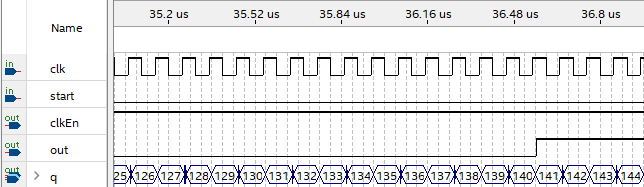 35.2 us 35.52 us 35.84 us 36.16 us 36.48 us 36.8 us
Name
in clk
in start
out clkEn
out out
out > q 25 126 127 128 129 130 131 132 133 134 135 136 137 138 139 140 141 142 143 144